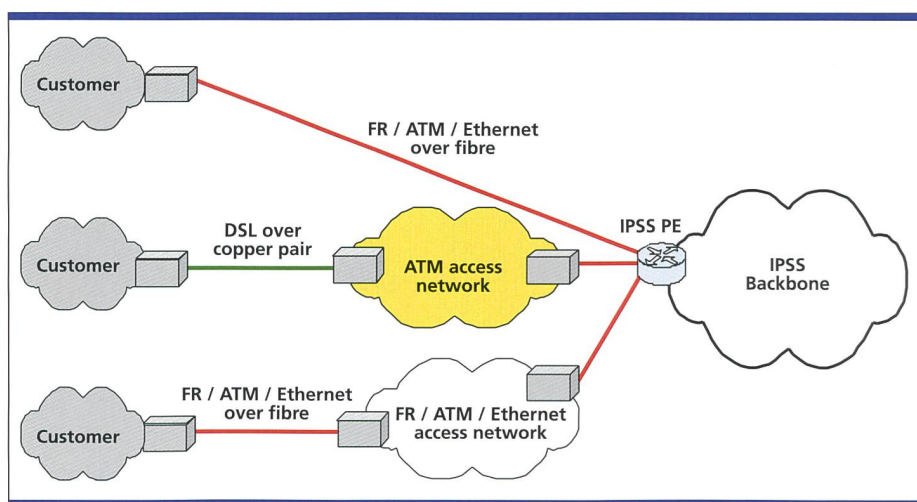 Customer
FR / ATM / Ethernet
over fibre
DSL over
copper pair
IPSS PE
Customer
ATM access
network
IPSS
Backbone
FR / ATM / Ethernet
over fibre
FR / ATM / Ethernet
access network
Customer